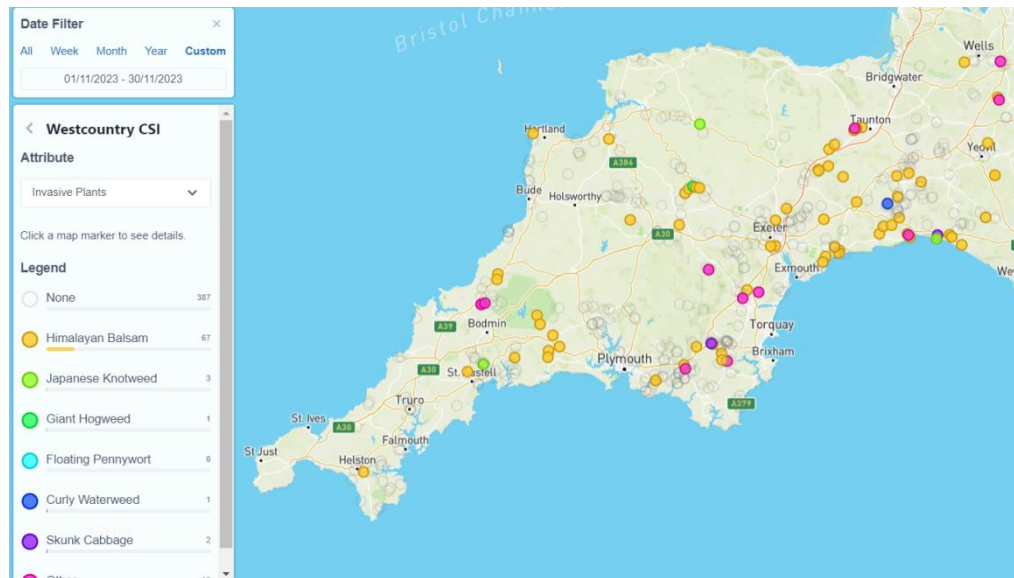 Date Filter ×
All Week Month Year Custom
01/11/2023 - 30/11/2023
Westcountry CSI
Attribute
Invasive Plants
Click a map marker to see details.
Legend
None 387
Himalayan Balsam 67
Japanese Knotweed 3
Giant Hogweed 1
Floating Pennywort 0
Curly Waterweed 1
Skunk Cabbage 2
Bristol Channel
Wells
Bridgwater
Taunton
Hartland
A386
Yeovil
Bude
Holsworthy
A30
Exeter
Exmouth
A39
Bodmin
Torquay
Plymouth
Brixham
A30
St. Austell
A379
Truro
St. Ives
A30
Falmouth
St Just
Helston